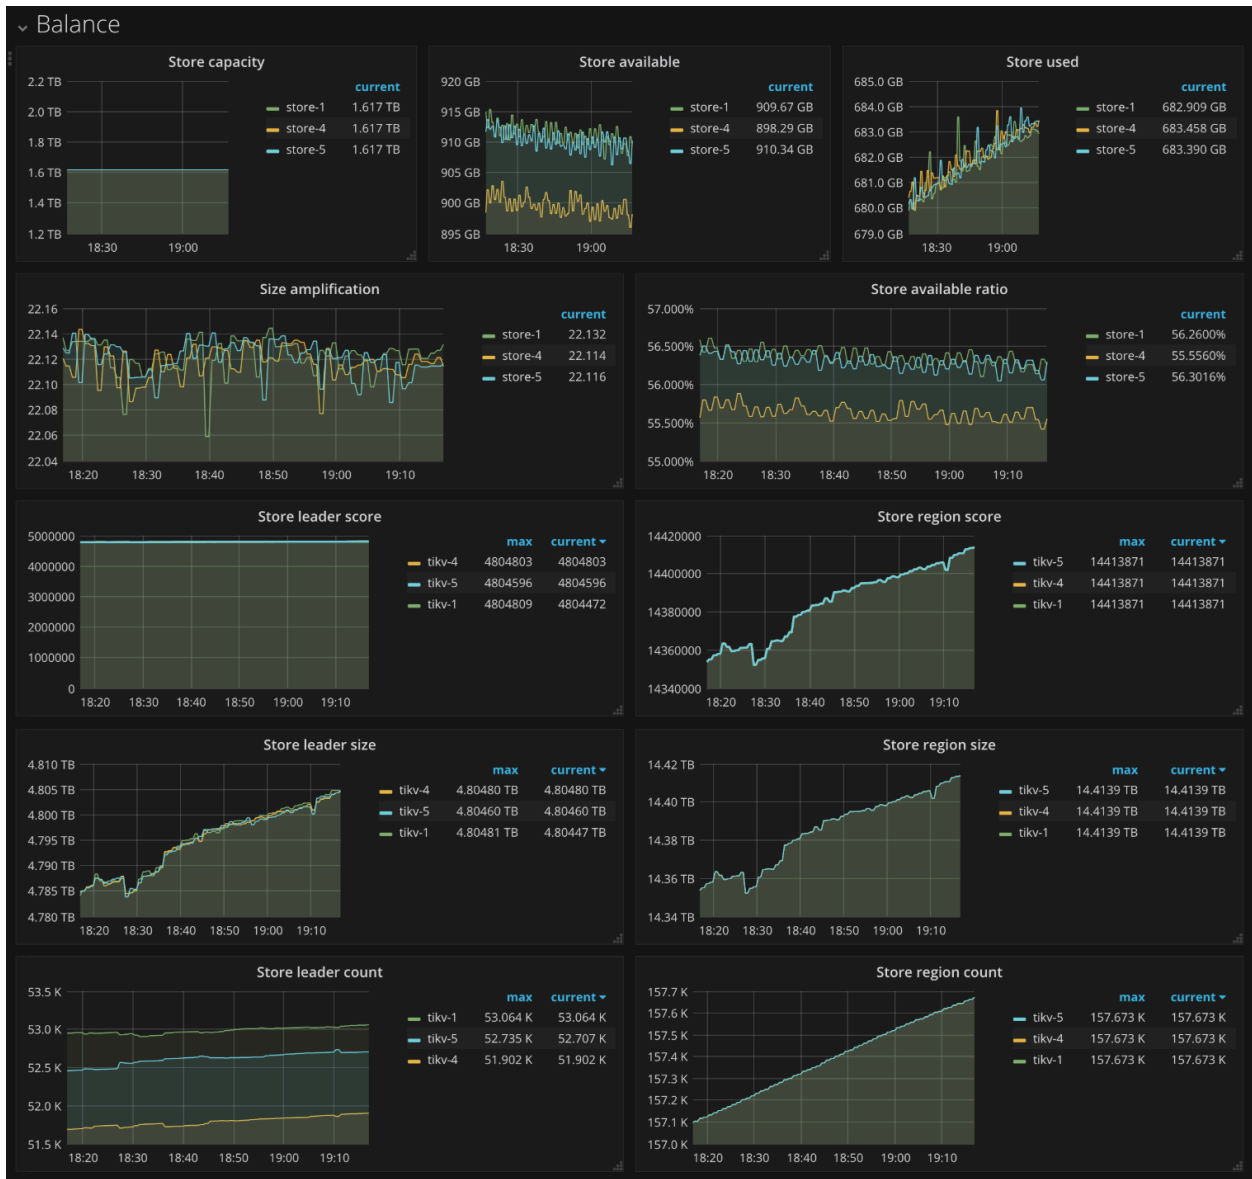 Balance
Store capacity
2.2 TB
2.0 TB
1.8 TB
1.6 TB
1.4 TB
1.2 TB
18:30 19:00
current
store-1 1.617 TB
store-4 1.617 TB
store-5 1.617 TB
Store available
920 GB
915 GB
910 GB
905 GB
900 GB
895 GB
18:30 19:00
current
store-1 909.67 GB
store-4 898.29 GB
store-5 910.34 GB
Store used
685.0 GB
684.0 GB
683.0 GB
682.0 GB
681.0 GB
680.0 GB
679.0 GB
18:30 19:00
current
store-1 682.909 GB
store-4 683.458 GB
store-5 683.390 GB
Size amplification
22.16
22.14
22.12
22.10
22.08
22.06
22.04
18:20 18:30 18:40 18:50 19:00 19:10
current
store-1 22.132
store-4 22.114
store-5 22.116
Store available ratio
57.000%
56.500%
56.000%
55.500%
55.000%
18:20 18:30 18:40 18:50 19:00 19:10
current
store-1 56.2600%
store-4 55.5560%
store-5 56.3016%
Store leader score
5000000
4000000
3000000
2000000
1000000
0
18:20 18:30 18:40 18:50 19:00 19:10
max current
tikv-4 4804803 4804803
tikv-5 4804596 4804596
tikv-1 4804809 4804472
Store region score
14420000
14400000
14380000
14360000
14340000
18:20 18:30 18:40 18:50 19:00 19:10
max current
tikv-5 14413871 14413871
tikv-4 14413871 14413871
tikv-1 14413871 14413871
Store leader size
4.810 TB
4.805 TB
4.800 TB
4.795 TB
4.790 TB
4.785 TB
4.780 TB
18:20 18:30 18:40 18:50 19:00 19:10
max current
tikv-4 4.80480 TB 4.80480 TB
tikv-5 4.80460 TB 4.80460 TB
tikv-1 4.80481 TB 4.80447 TB
Store region size
14.42 TB
14.40 TB
14.38 TB
14.36 TB
14.34 TB
18:20 18:30 18:40 18:50 19:00 19:10
max current
tikv-5 14.4139 TB 14.4139 TB
tikv-4 14.4139 TB 14.4139 TB
tikv-1 14.4139 TB 14.4139 TB
Store leader count
53.5 K
53.0 K
52.5 K
52.0 K
51.5 K
18:20 18:30 18:40 18:50 19:00 19:10
max current
tikv-1 53.064 K 53.064 K
tikv-5 52.735 K 52.707 K
tikv-4 51.902 K 51.902 K
Store region count
157.7 K
157.6 K
157.5 K
157.4 K
157.3 K
157.2 K
157.1 K
157.0 K
18:20 18:30 18:40 18:50 19:00 19:10
max current
tikv-5 157.673 K 157.673 K
tikv-4 157.673 K 157.673 K
tikv-1 157.673 K 157.673 K